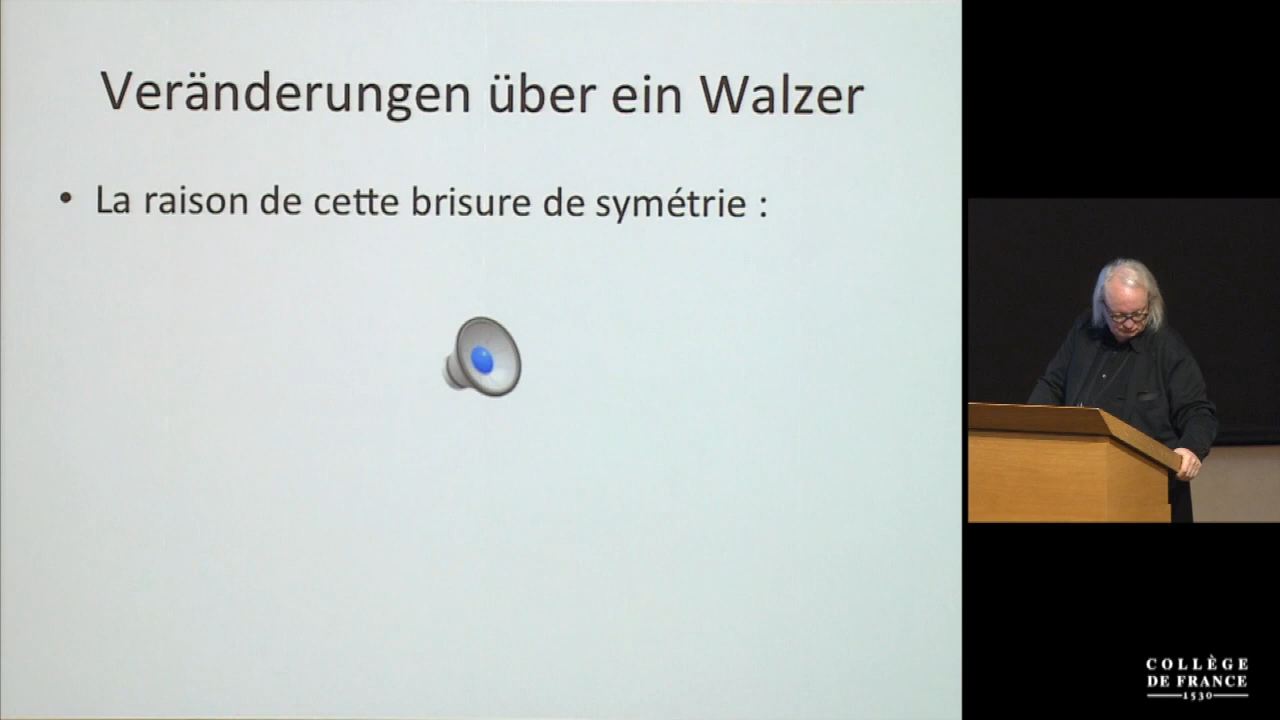 Veränderungen über ein Walzer
• La raison de cette brisure de symétrie :
COLLÈGE
DE FRANCE
1530